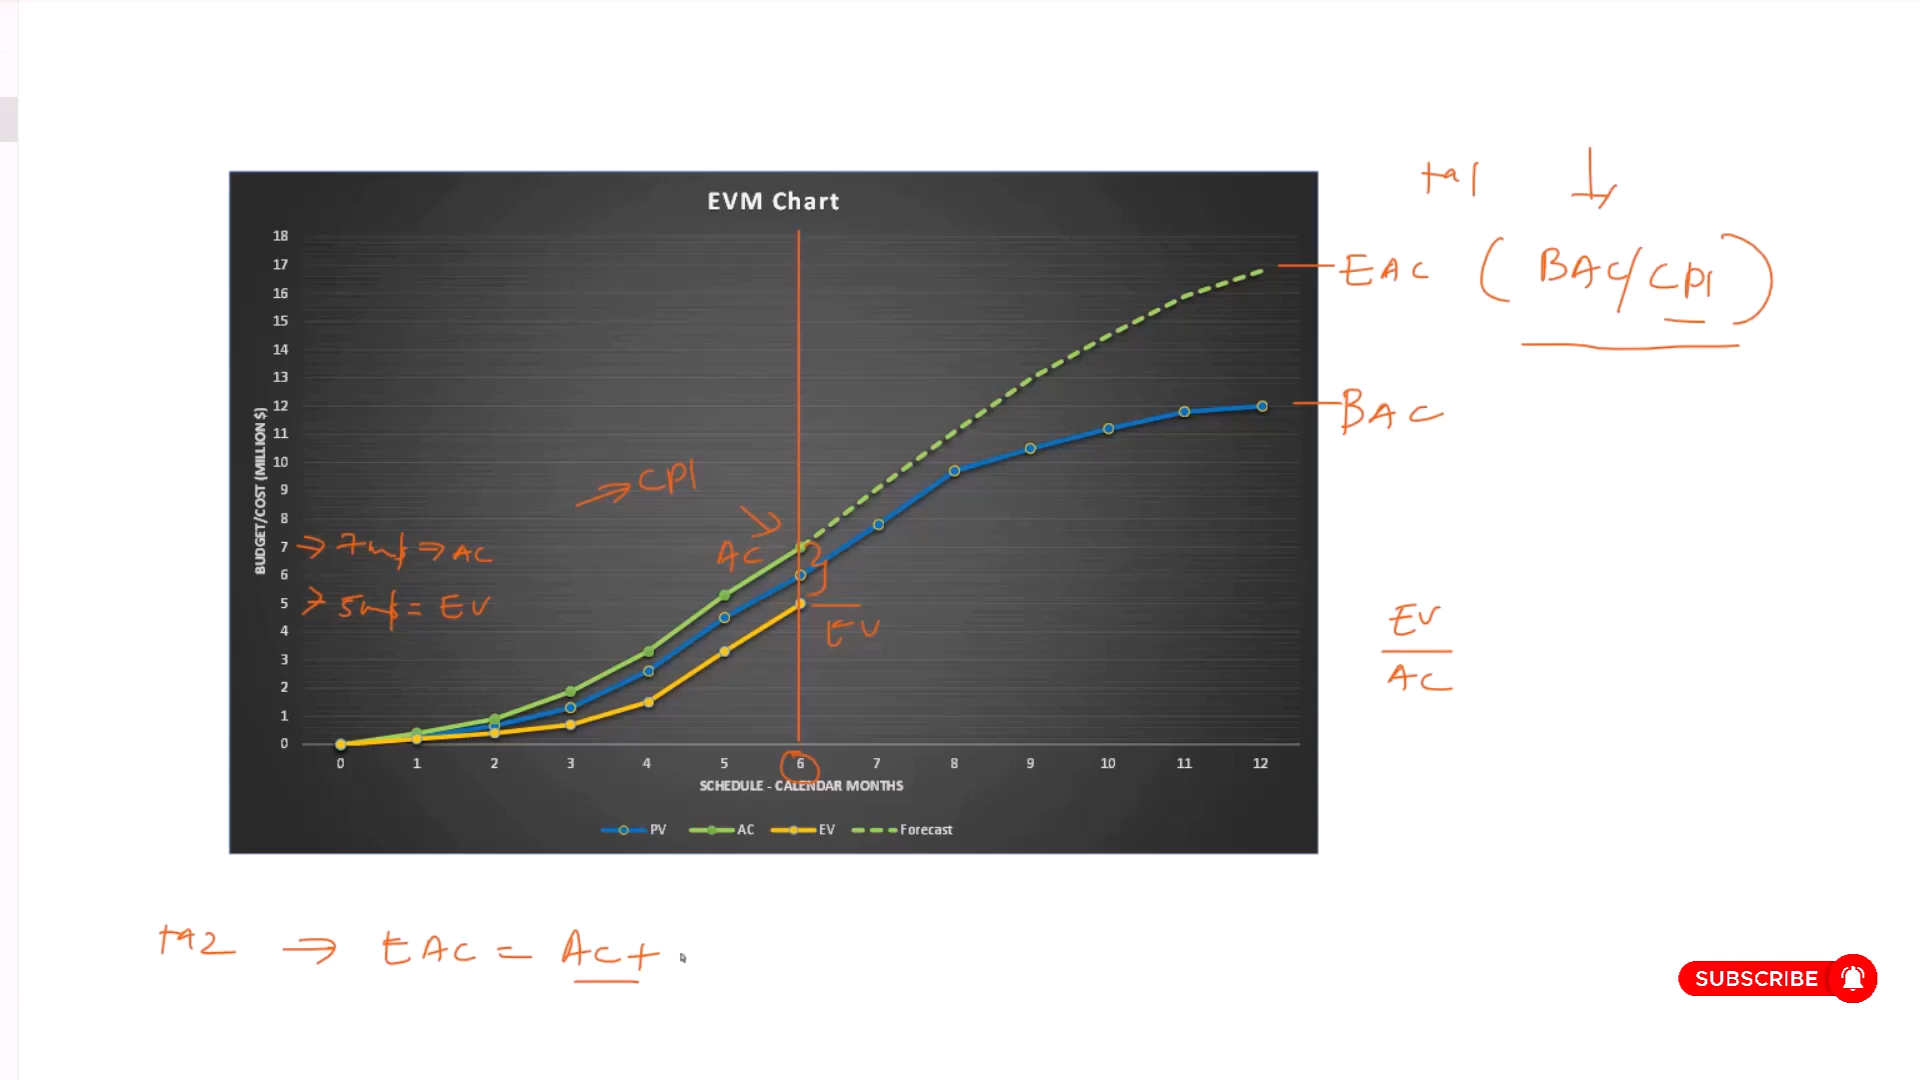 EVM Chart
BUDGET/COST (MILLION $)
18
17
16
15
14
13
12
11
10
9
8
7
6
5
4
3
2
1
0
0 1 2 3 4 5 6 7 8 9 10 11 12
SCHEDULE - CALENDAR MONTHS
PV AC EV Forecast
EAC (BAC/CPI)
BAC
CPI
AC
EV
7m$ → AC
5m$ = EV
EV
AC
→ EAC = AC+
SUBSCRIBE